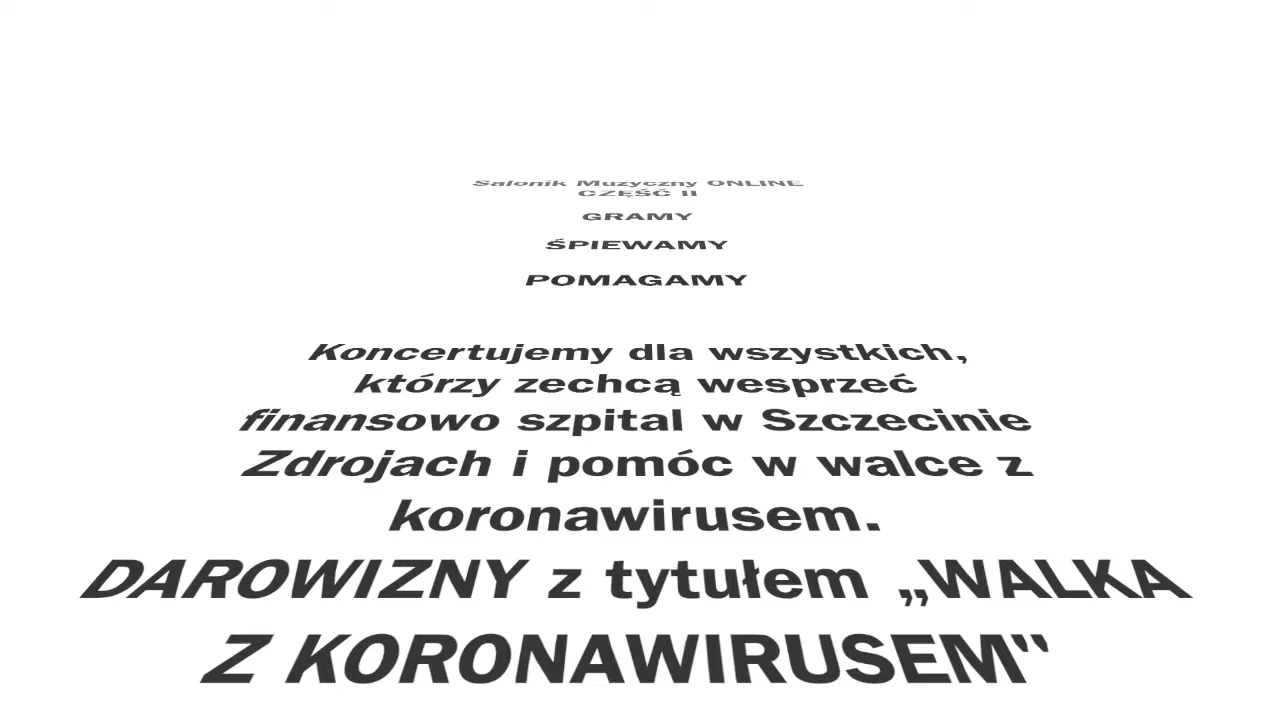 Salonik Muzyczny ONLINE
CZĘŚĆ II
GRAMY
ŚPIEWAMY
POMAGAMY
Koncertujemy dla wszystkich,
którzy zechcą wesprzeć
finansowo szpital w Szczecinie
Zdrojach i pomóc w walce z
koronawirusem.
DAROWIZNY z tytułem „WALKA
Z KORONAWIRUSEM"